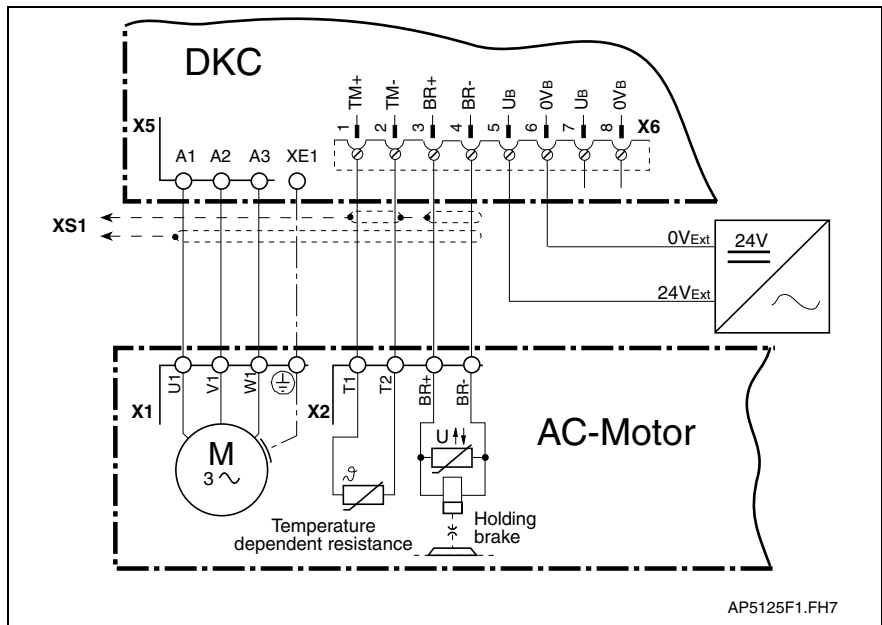 DKC
TM+ TM- BR+ BR- UB 0VB UB 0VB
X5
1 2 3 4 5 6 7 8 X6
A1 A2 A3 XE1
XS1
0VExt
24V
24VExt
U1 V1 W1 T1 T2 BR+ BR-
X1 X2
U
AC-Motor
M
3
ϑ
Temperature
dependent resistance
Holding
brake
AP5125F1.FH7